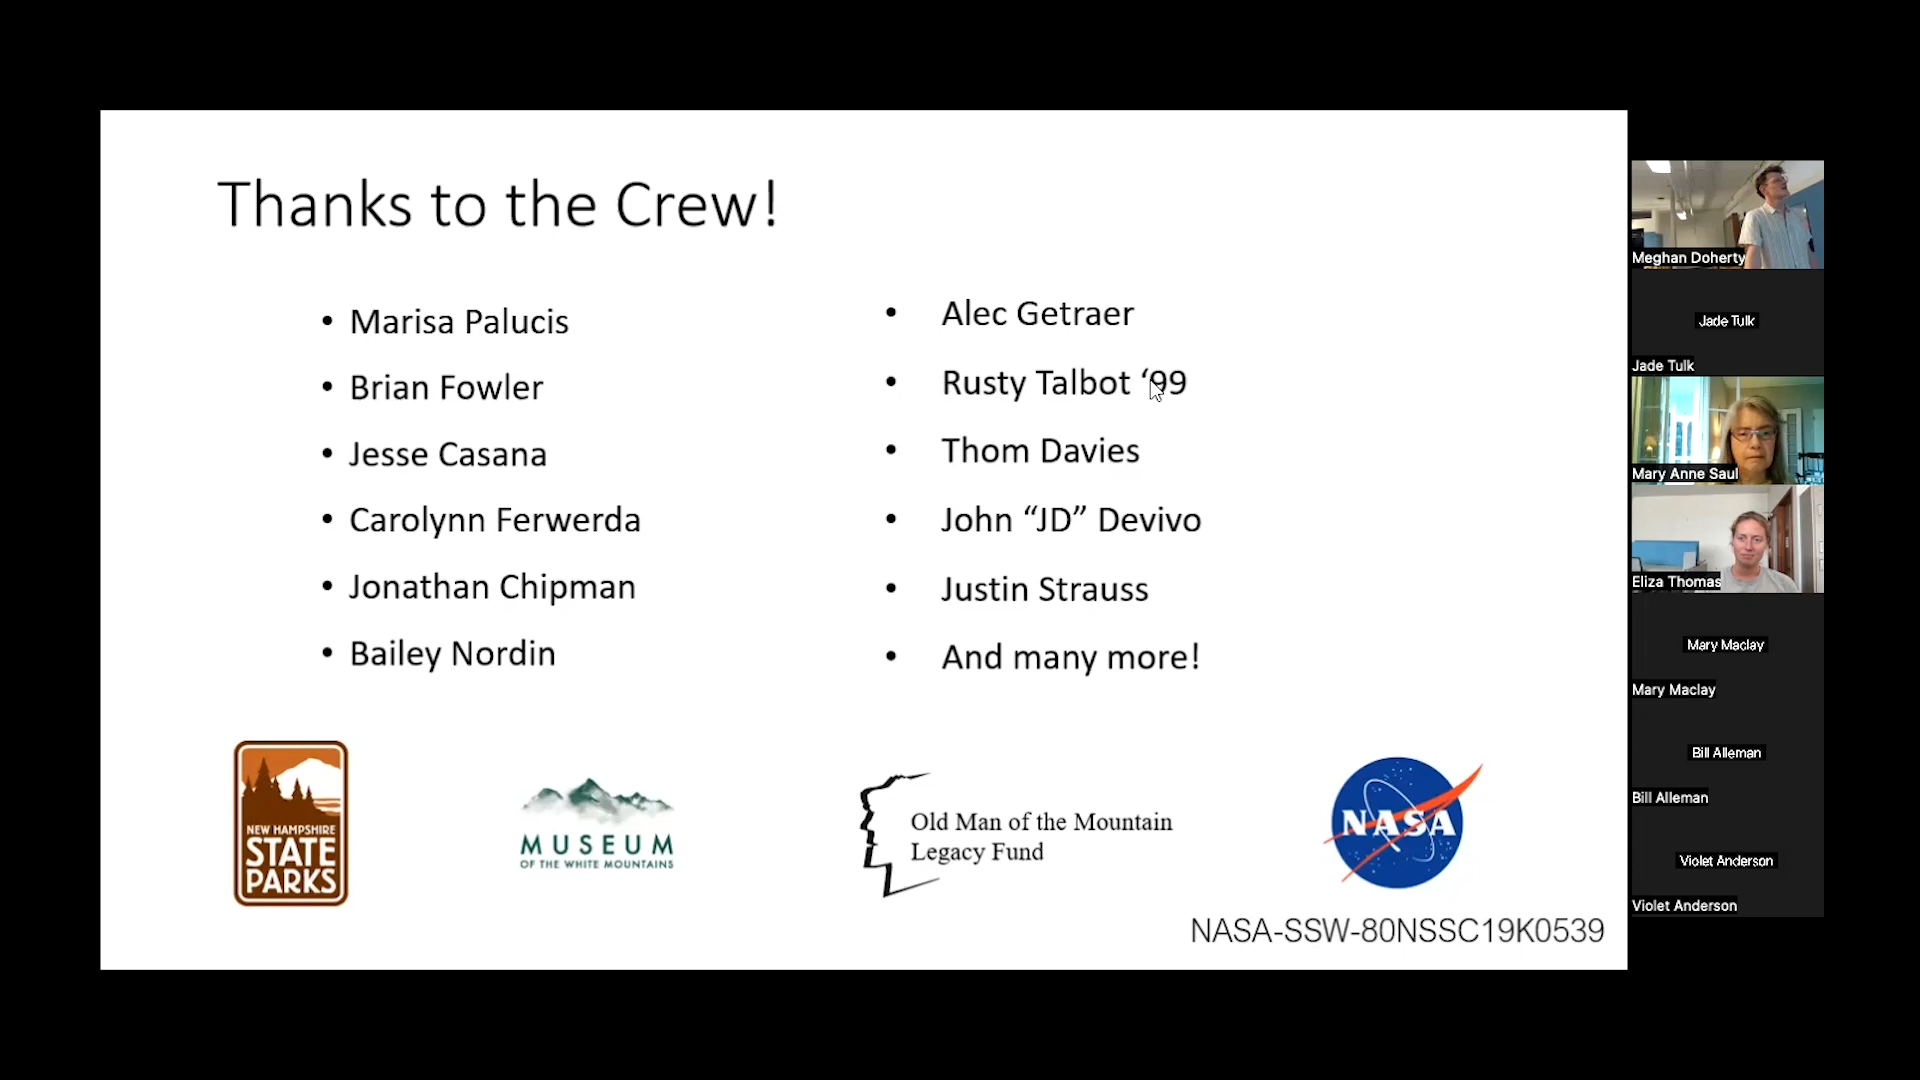 Thanks to the Crew!
• Marisa Palucis
• Brian Fowler
• Jesse Casana
• Carolynn Ferwerda
• Jonathan Chipman
• Bailey Nordin
• Alec Getraer
• Rusty Talbot ‘99
• Thom Davies
• John “JD” Devivo
• Justin Strauss
• And many more!
NEW HAMPSHIRE
STATE
PARKS
MUSEUM
OF THE WHITE MOUNTAINS
Old Man of the Mountain
Legacy Fund
NASA
NASA-SSW-80NSSC19K0539
Meghan Doherty
Jade Tulk
Jade Tulk
Mary Anne Saul
Eliza Thomas
Mary Maclay
Mary Maclay
Bill Alleman
Bill Alleman
Violet Anderson
Violet Anderson